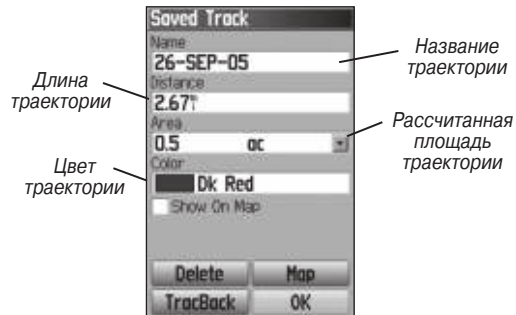 Saved Track
Name
26-SEP-05
Distance
2.67
Area
0.5 ac
Color
Dk Red
Show On Map
Delete Map
TracBack OK
Название
траектории
Длина
траектории
Рассчитанная
площадь
траектории
Цвет
траектории